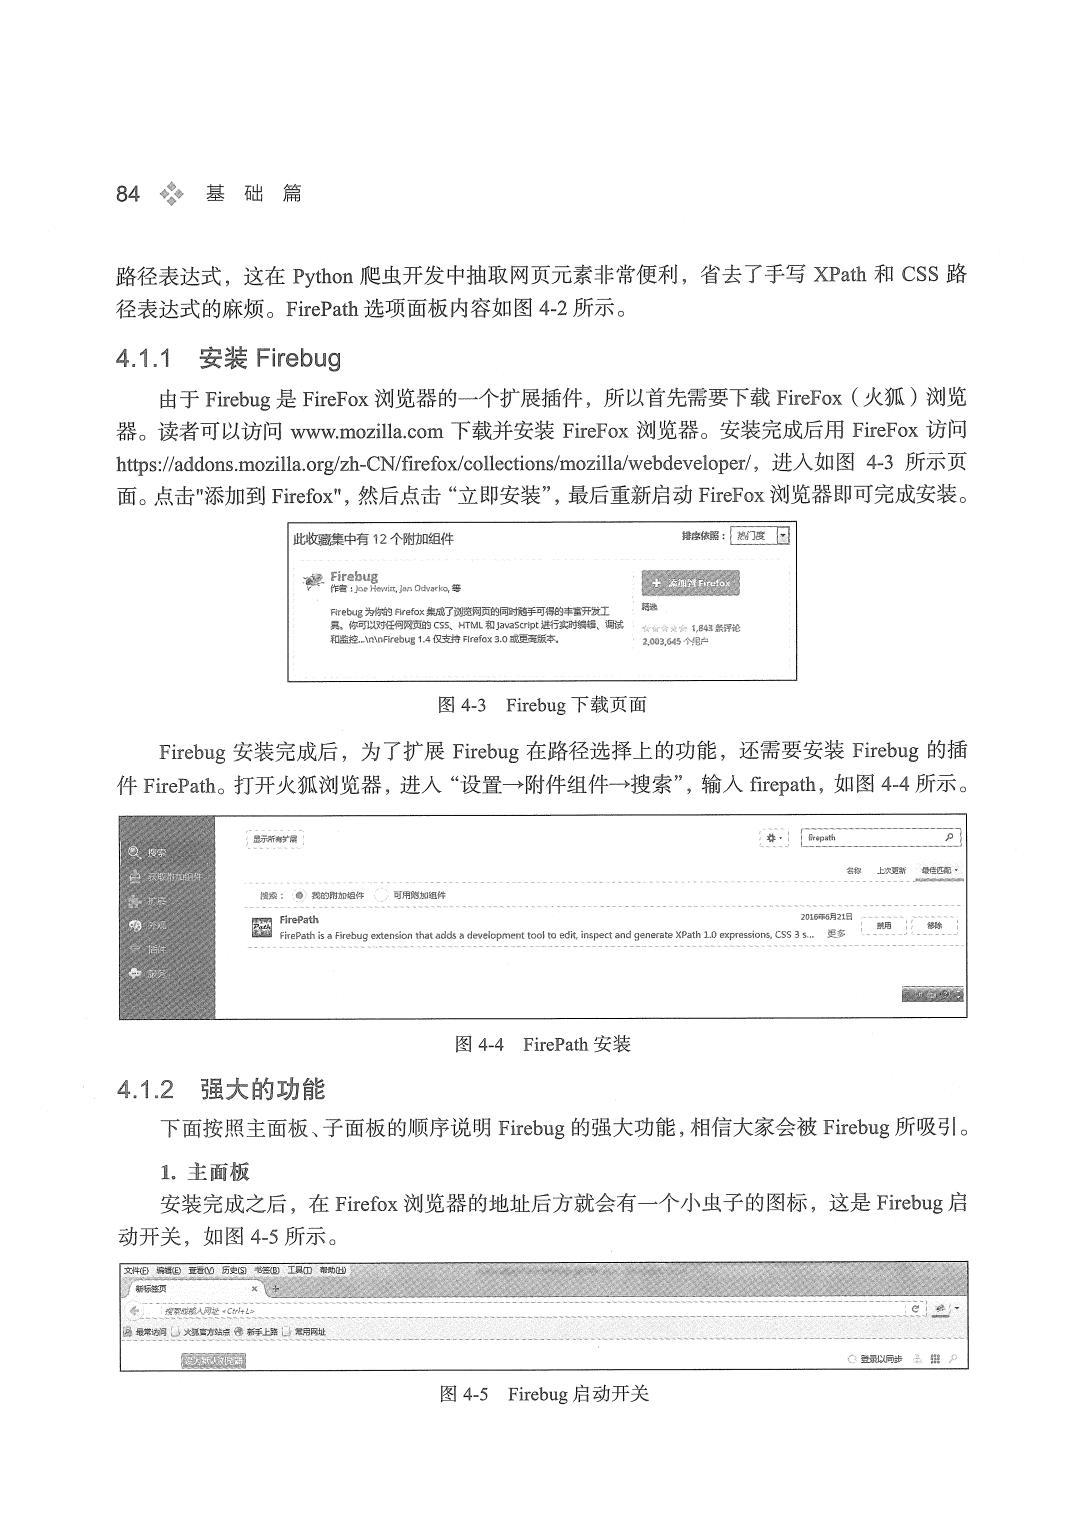 84 基 础 篇
路径表达式，这在 Python 爬虫开发中抽取网页元素非常便利，省去了手写 XPath 和 CSS 路
径表达式的麻烦。FirePath 选项面板内容如图 4-2 所示。
4.1.1 安装 Firebug
由于 Firebug 是 FireFox 浏览器的一个扩展插件，所以首先需要下载 FireFox（火狐）浏览
器。读者可以访问 www.mozilla.com 下载并安装 FireFox 浏览器。安装完成后用 FireFox 访问
https://addons.mozilla.org/zh-CN/firefox/collections/mozilla/webdeveloper/，进入如图 4-3 所示页
面。点击"添加到 Firefox"，然后点击“立即安装”，最后重新启动 FireFox 浏览器即可完成安装。
此收藏集中有 12 个附加组件
排序依照： 热门度
Firebug
作者：Joe Hewitt, Jan Odvarko, 等
+ 添加到 Firefox
Firebug 为你的 Firefox 集成了浏览网页的同时随手可得的丰富开发工
具。你可以对任何网页的 CSS、HTML 和 JavaScript 进行实时编辑、调试
和监控...\n\nFirebug 1.4 仅支持 Firefox 3.0 或更高版本。
精选
1,843 条评论
2,003,645 个用户
图 4-3 Firebug 下载页面
Firebug 安装完成后，为了扩展 Firebug 在路径选择上的功能，还需要安装 Firebug 的插
件 FirePath。打开火狐浏览器，进入“设置→附件组件→搜索”，输入 firepath，如图 4-4 所示。
搜索
获取附加组件
扩展
外观
插件
服务
显示所有扩展
firepath
名称 上次更新 最佳匹配
搜索： 我的附加组件 可用附加组件
FirePath
2016年6月21日
FirePath is a Firebug extension that adds a development tool to edit, inspect and generate XPath 1.0 expressions, CSS 3 s... 更多
禁用 移除
图 4-4 FirePath 安装
4.1.2 强大的功能
下面按照主面板、子面板的顺序说明 Firebug 的强大功能，相信大家会被 Firebug 所吸引。
1. 主面板
安装完成之后，在 Firefox 浏览器的地址后方就会有一个小虫子的图标，这是 Firebug 启
动开关，如图 4-5 所示。
文件(F) 编辑(E) 查看(V) 历史(S) 书签(B) 工具(T) 帮助(H)
新标签页 × +
搜索或输入网址 <Ctrl+L>
最常访问 火狐官方站点 新手上路 常用网址
登录以同步
图 4-5 Firebug 启动开关